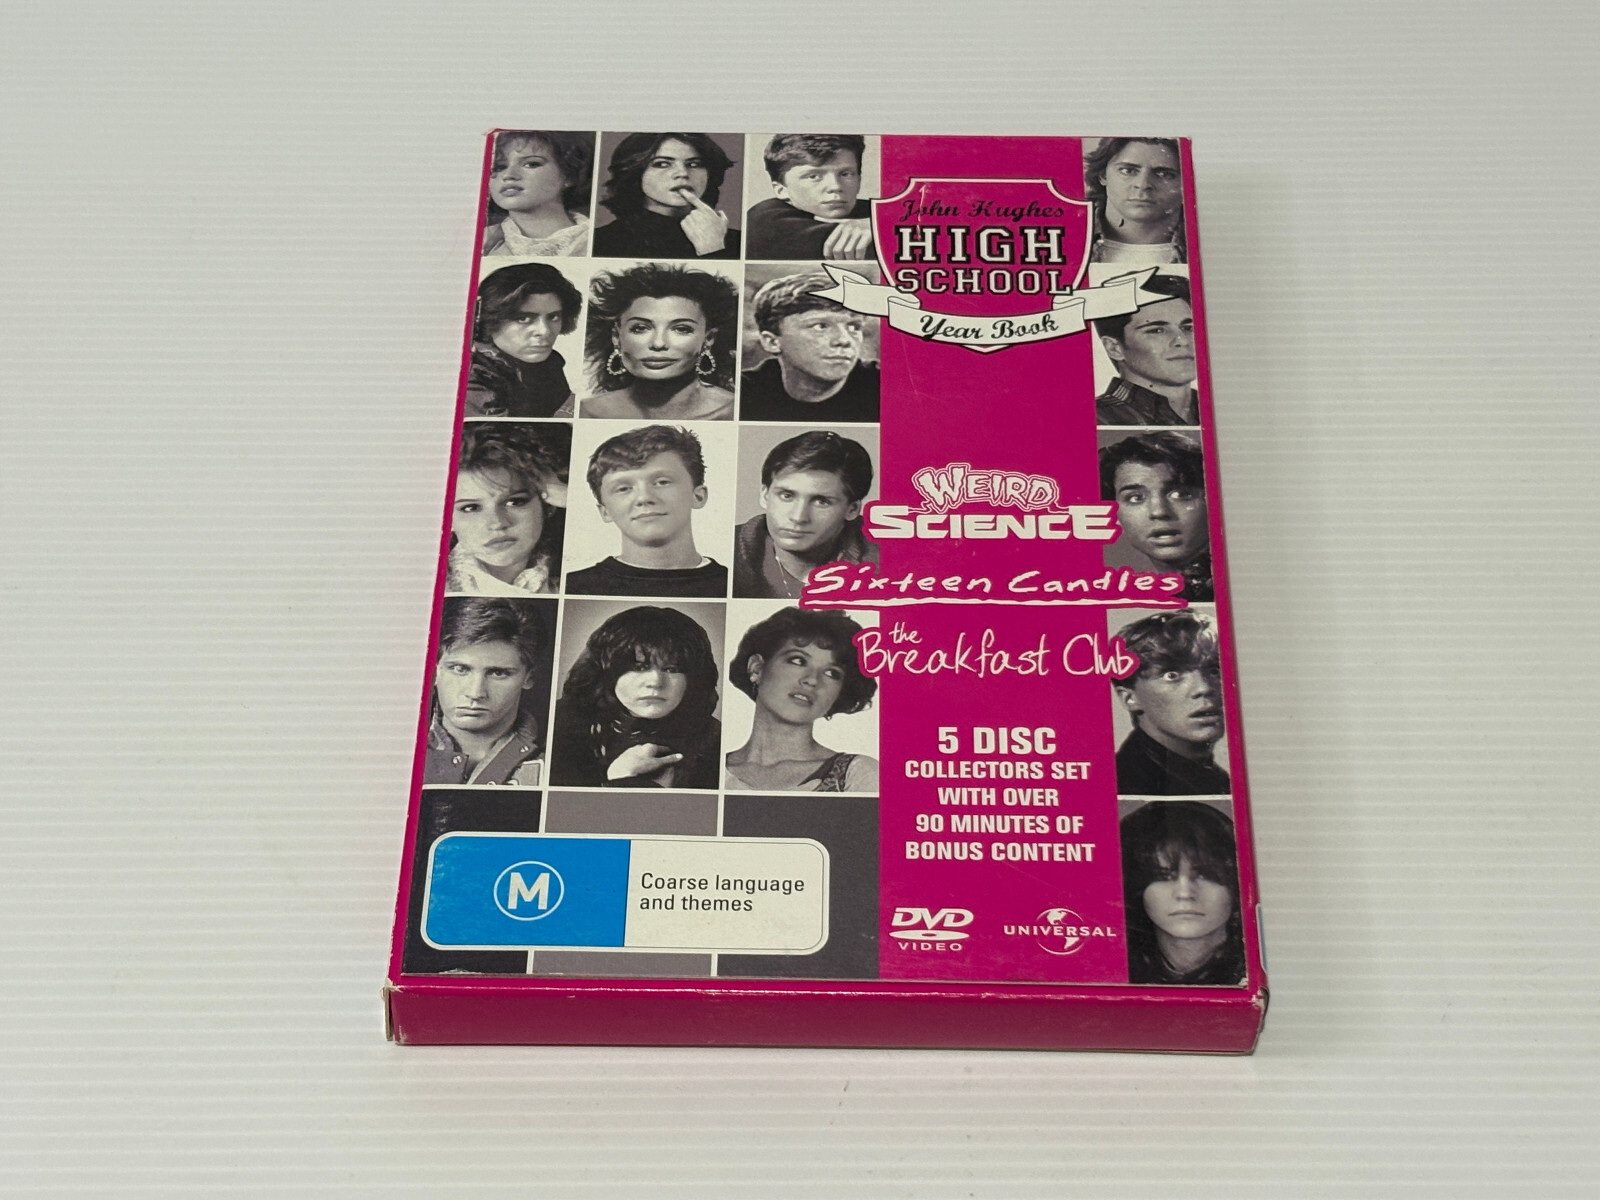 John Hughes
HIGH
SCHOOL
Year Book
WEIRD
SCIENCE
Sixteen Candles
the
Breakfast Club
5 DISC
COLLECTORS SET
WITH OVER
90 MINUTES OF
BONUS CONTENT
M
Coarse language
and themes
DVD
VIDEO
UNIVERSAL